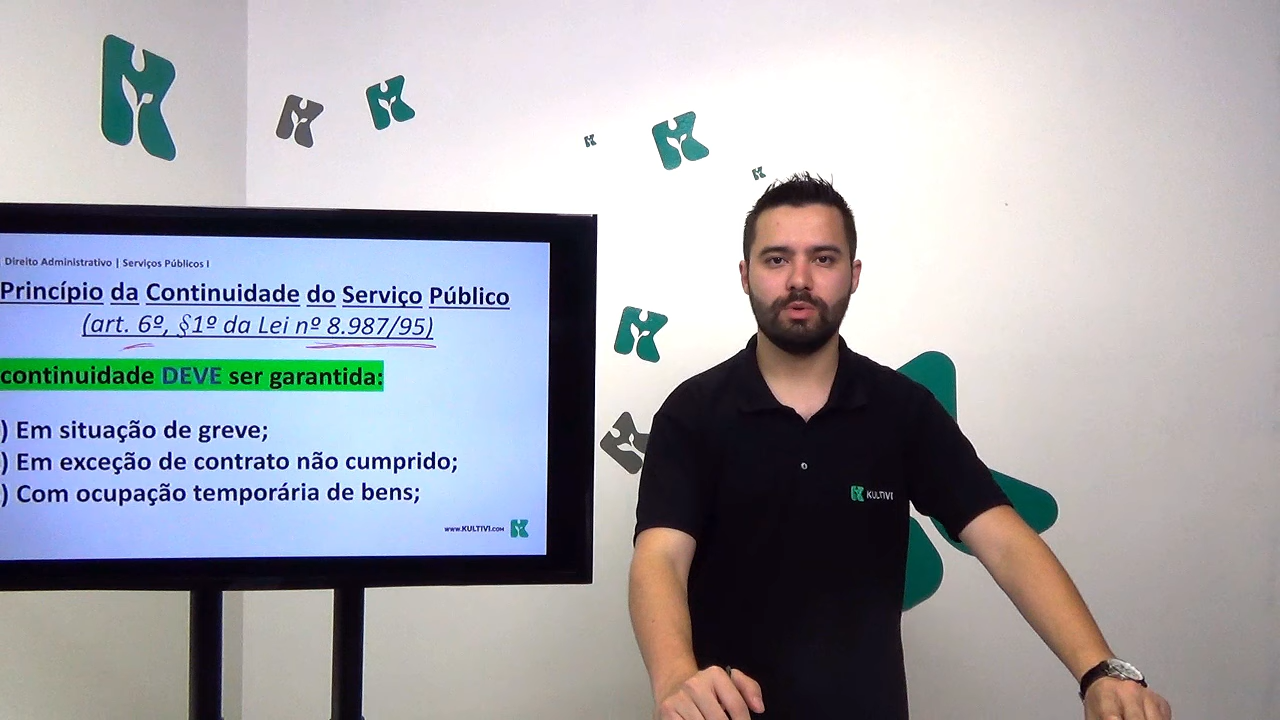 Direito Administrativo | Serviços Públicos I
Princípio da Continuidade do Serviço Público
(art. 6º, §1º da Lei nº 8.987/95)
continuidade DEVE ser garantida:
) Em situação de greve;
) Em exceção de contrato não cumprido;
) Com ocupação temporária de bens;
www.KULTIVI.com
KULTIVI